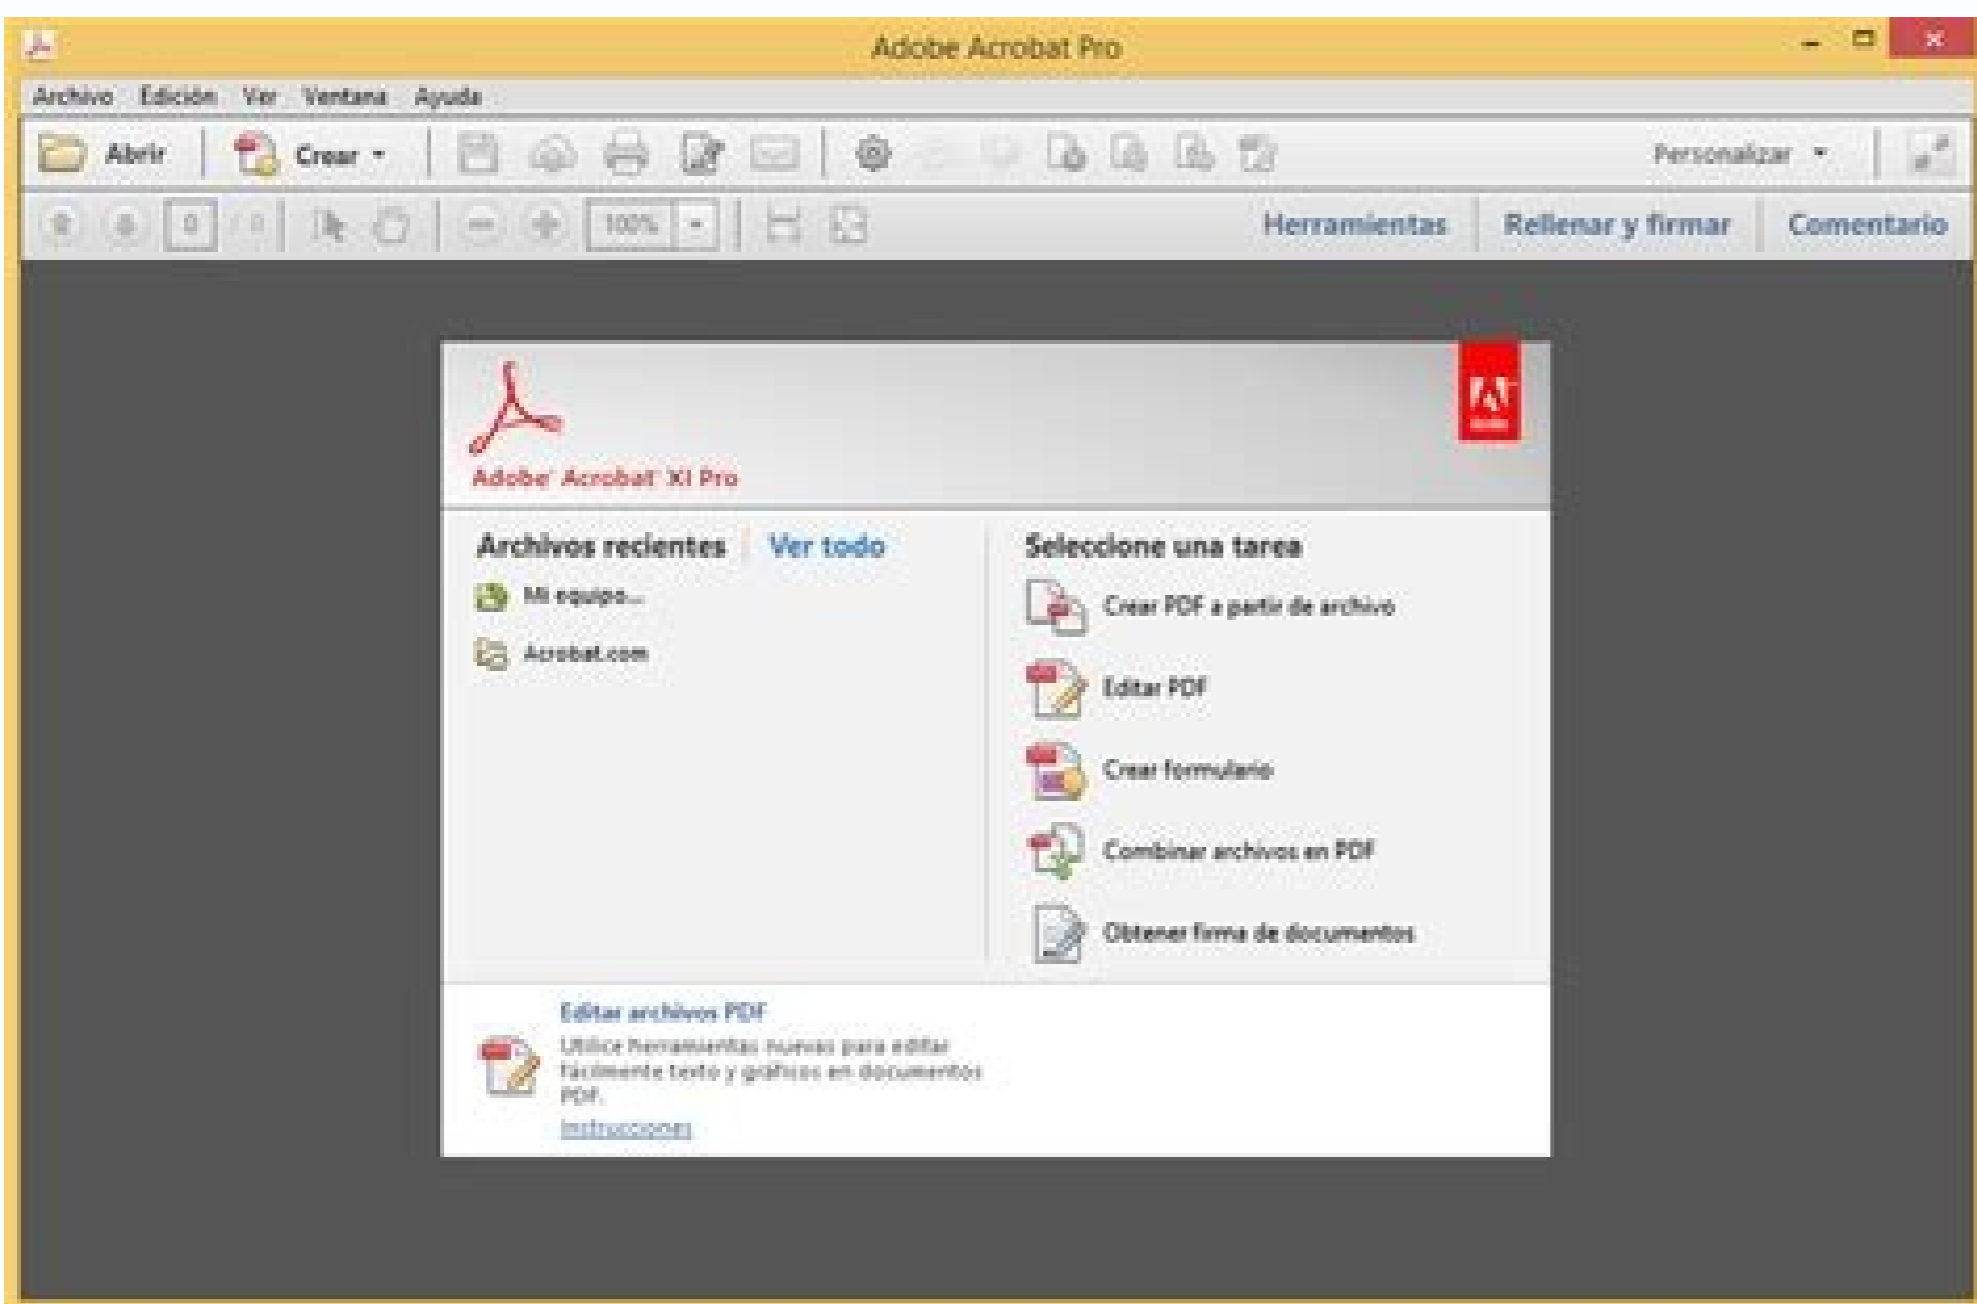 Adobe Acrobat Pro
Archivo Edición Ver Ventana Ayuda
Abrir Crear Personalizar
0 / 0 100% Herramientas Rellenar y firmar Comentario
Adobe
Adobe® Acrobat® XI Pro
Archivos recientes Ver todo
Mi equipo...
Acrobat.com
Seleccione una tarea
Crear PDF a partir de archivo
Editar PDF
Crear formulario
Combinar archivos en PDF
Obtener firma de documentos
Editar archivos PDF
Utilice herramientas nuevas para editar
fácilmente texto y gráficos en documentos
PDF.
Instrucciones